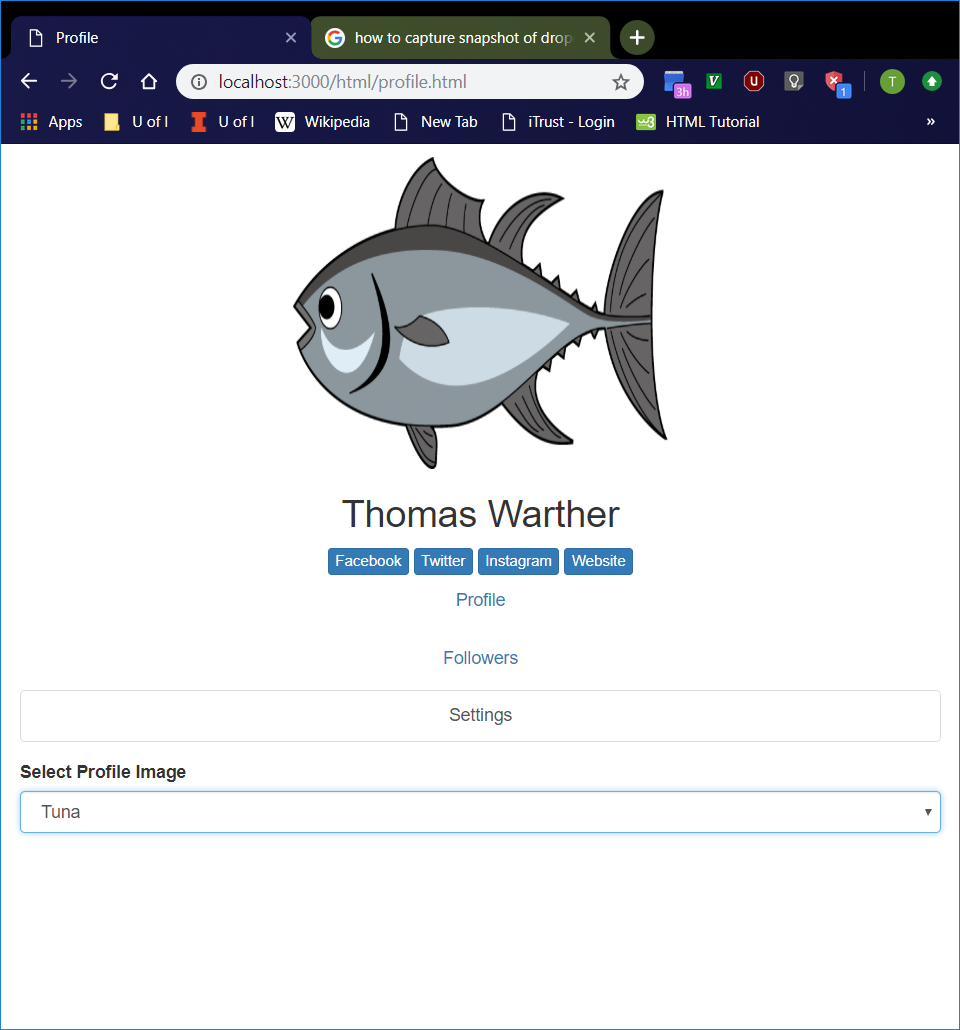 Profile
how to capture snapshot of drop
localhost:3000/html/profile.html
3h
V
U
1
T
Apps
U of I
I
U of I
W
Wikipedia
New Tab
iTrust - Login
w3
HTML Tutorial
»
Thomas Warther
Facebook Twitter Instagram Website
Profile
Followers
Settings
Select Profile Image
Tuna